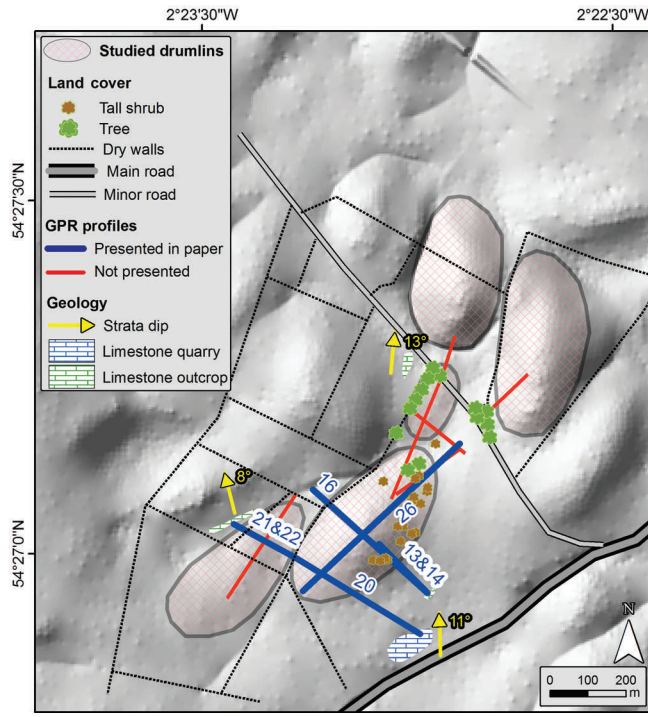 2°23'30"W
2°22'30"W
Studied drumlins
Land cover
Tall shrub
Tree
Dry walls
Main road
Minor road
GPR profiles
Presented in paper
Not presented
Geology
Strata dip
Limestone quarry
Limestone outcrop
54°27'30"N
54°27'0"N
13°
8°
16
21&22
26
13&14
20
11°
N
0 100 200
m